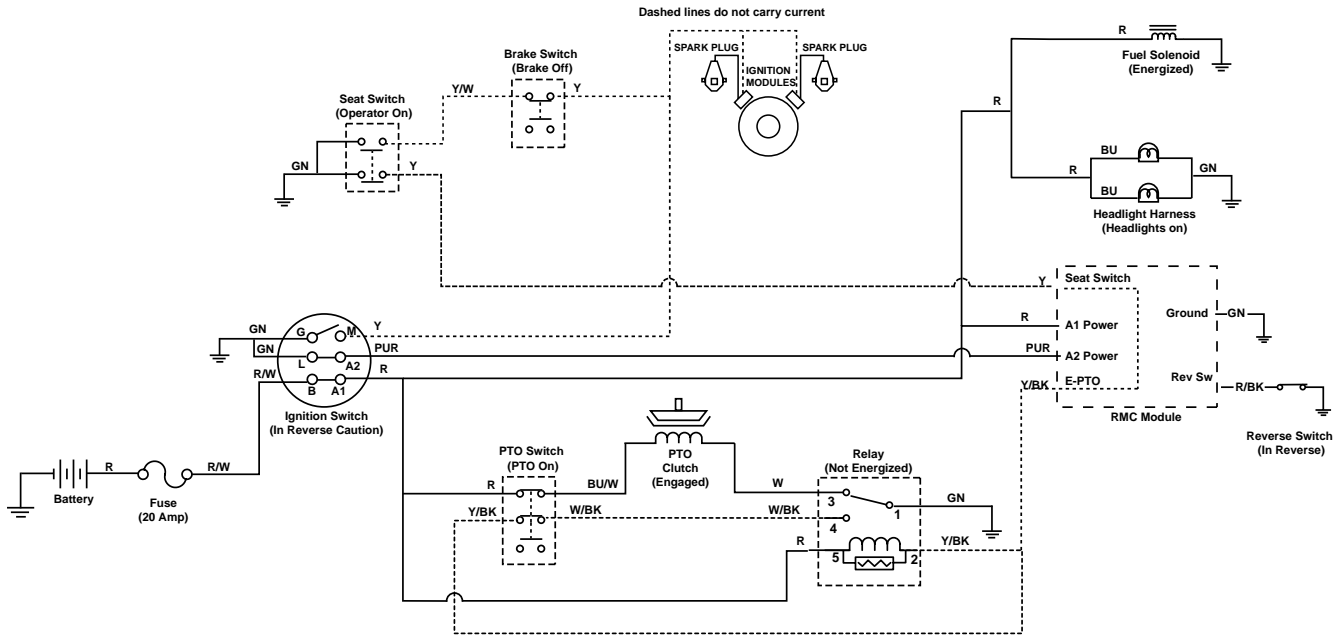 Dashed lines do not carry current
SPARK PLUG
SPARK PLUG
IGNITION
MODULES
R
Fuel Solenoid
(Energized)
Brake Switch
(Brake Off)
Y/W
Y
Seat Switch
(Operator On)
GN
Y
R
R
BU
BU
GN
Headlight Harness
(Headlights on)
Y
Seat Switch
A1 Power
A2 Power
E-PTO
Ground
Rev Sw
GN
R/BK
R
PUR
Y/BK
RMC Module
Reverse Switch
(In Reverse)
GN
GN
R/W
G
M
L
A2
B
A1
Y
PUR
R
Ignition Switch
(In Reverse Caution)
R
R/W
Battery
Fuse
(20 Amp)
PTO Switch
(PTO On)
R
BU/W
Y/BK
W/BK
PTO
Clutch
(Engaged)
W
W/BK
Relay
(Not Energized)
3
1
4
5
2
GN
R
Y/BK